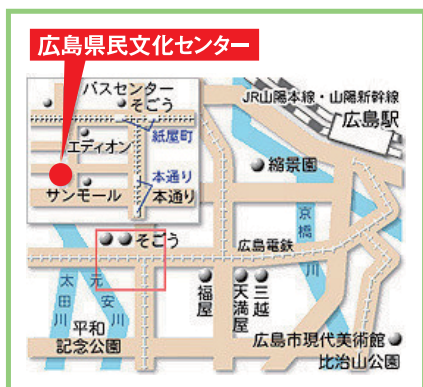 広島県民文化センター
バスセンター
そごう
紙屋町
エディオン
本通り
サンモール
本通り
JR山陽本線・山陽新幹線
広島駅
縮景園
京橋川
そごう
広島電鉄
太田川
元安川
平和
記念公園
福屋
天満屋
三越
広島市現代美術館
比治山公園